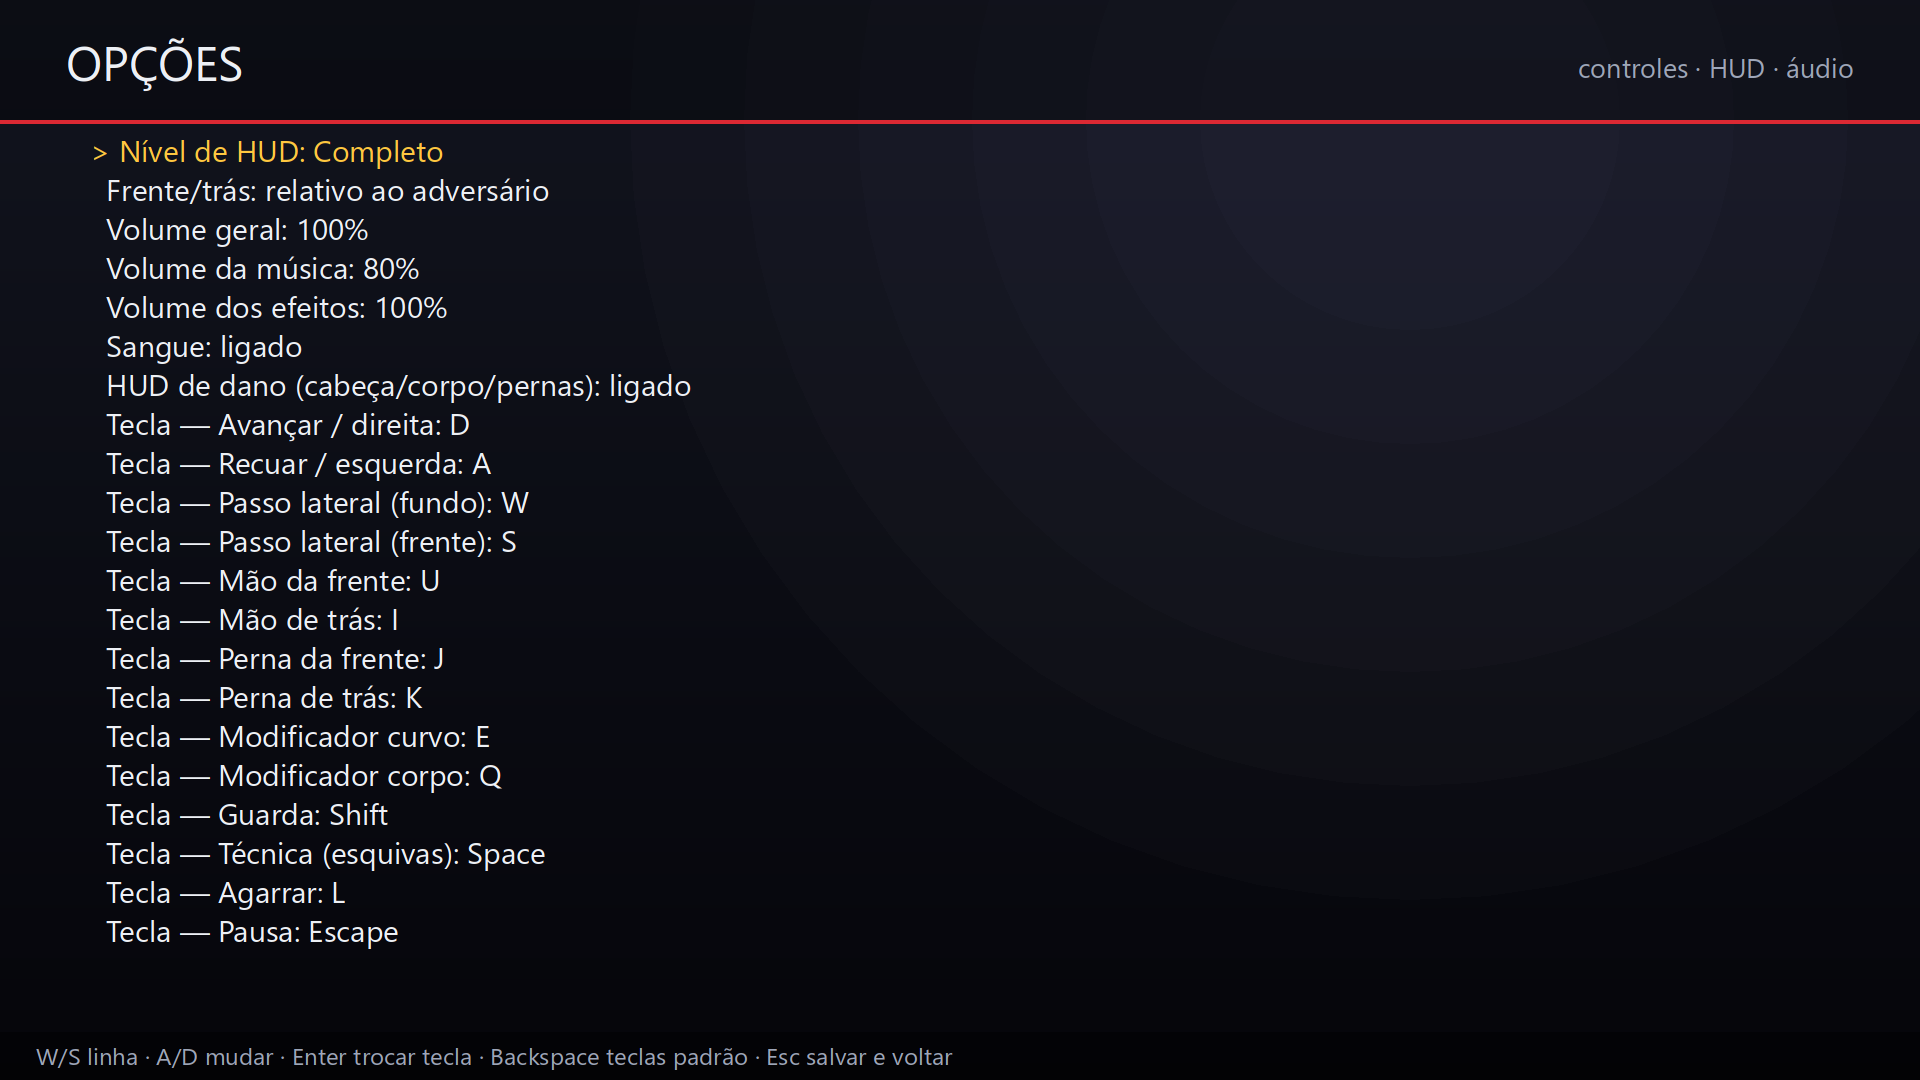 OPÇÕES
controles · HUD · áudio
> Nível de HUD: Completo
Frente/trás: relativo ao adversário
Volume geral: 100%
Volume da música: 80%
Volume dos efeitos: 100%
Sangue: ligado
HUD de dano (cabeça/corpo/pernas): ligado
Tecla — Avançar / direita: D
Tecla — Recuar / esquerda: A
Tecla — Passo lateral (fundo): W
Tecla — Passo lateral (frente): S
Tecla — Mão da frente: U
Tecla — Mão de trás: I
Tecla — Perna da frente: J
Tecla — Perna de trás: K
Tecla — Modificador curvo: E
Tecla — Modificador corpo: Q
Tecla — Guarda: Shift
Tecla — Técnica (esquivas): Space
Tecla — Agarrar: L
Tecla — Pausa: Escape
W/S linha · A/D mudar · Enter trocar tecla · Backspace teclas padrão · Esc salvar e voltar